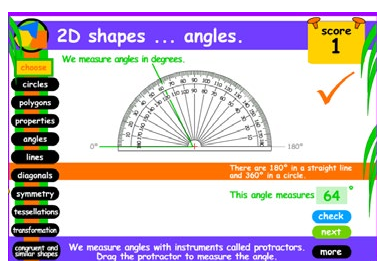 2D shapes ... angles.
score
1
We measure angles in degrees.
choose
circles
polygons
properties
angles
lines
diagonals
symmetry
tessellations
transformation
congruent and
similar shapes
0°
180°
There are 180° in a straight line
and 360° in a circle.
This angle measures 64°
check
next
more
We measure angles with instruments called protractors.
Drag the protractor to measure the angle.